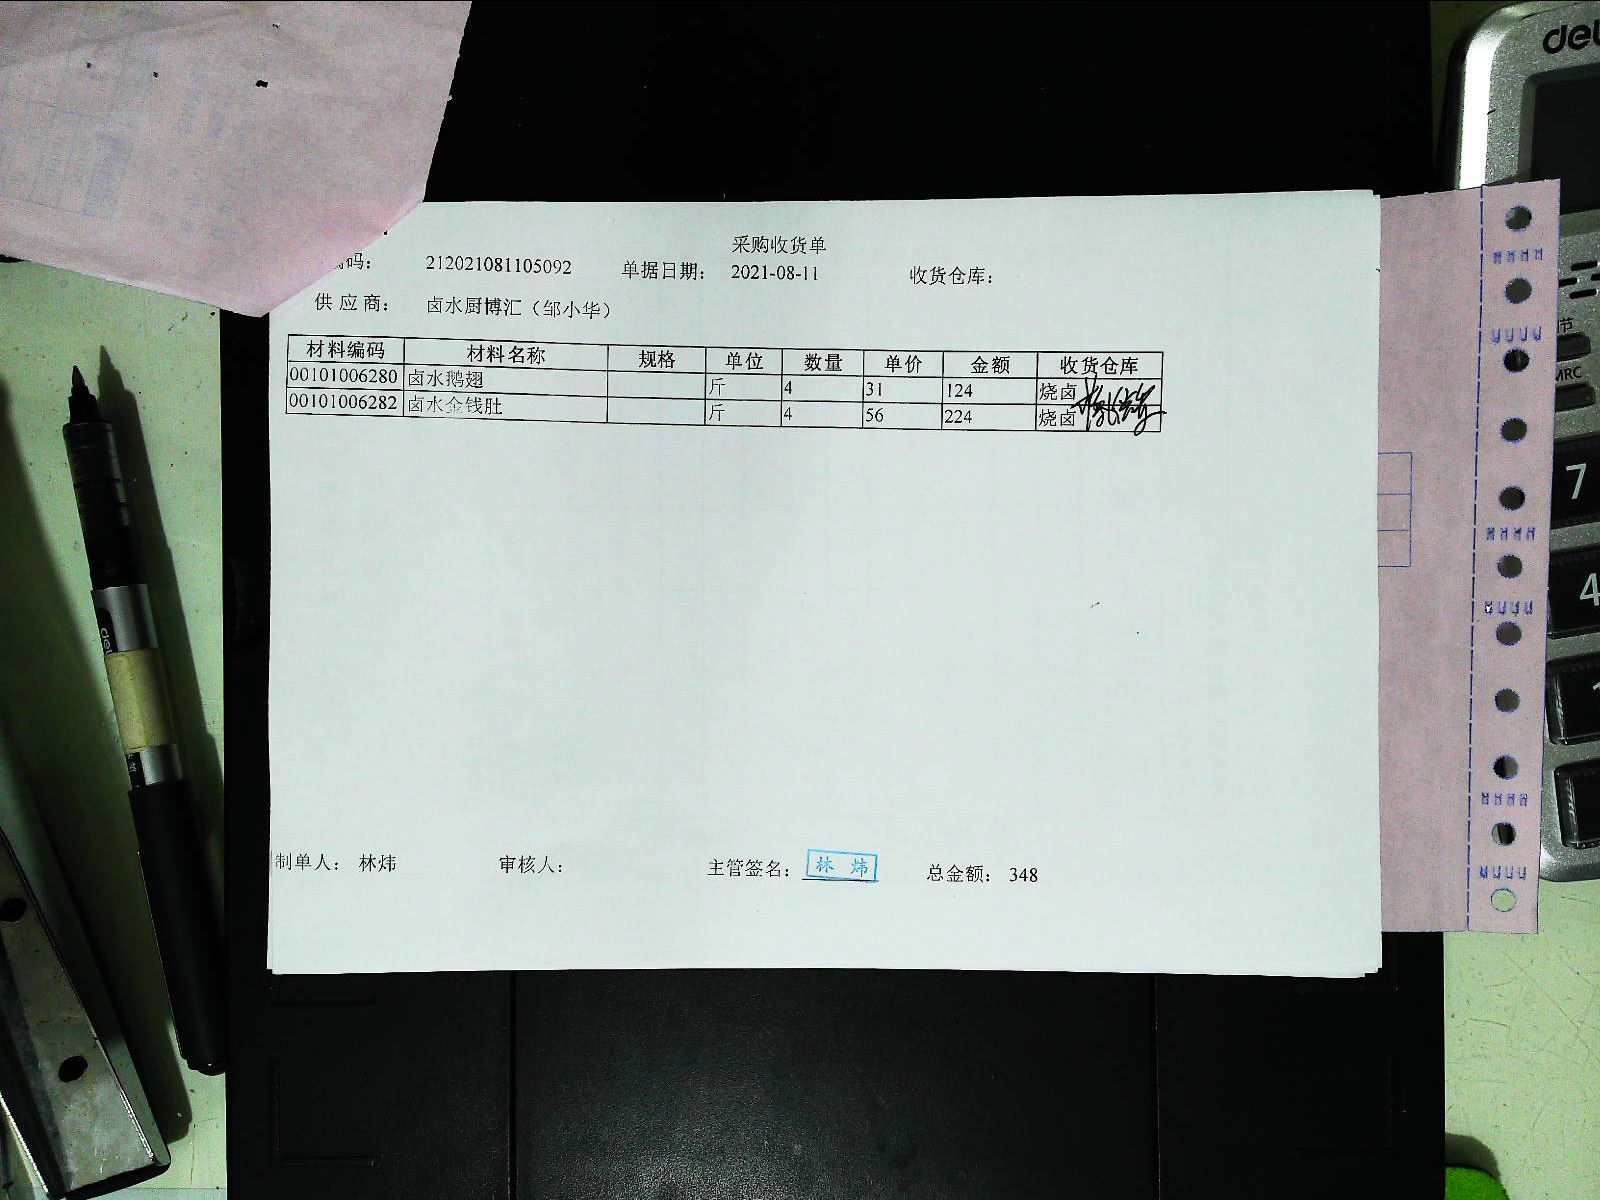 采购收货单
码： 212021081105092 单据日期： 2021-08-11 收货仓库：
供应商： 卤水厨博汇（邹小华）
材料编码 材料名称 规格 单位 数量 单价 金额 收货仓库
00101006280 卤水鹅翅 斤 4 31 124 烧卤
00101006282 卤水金钱肚 斤 4 56 224 烧卤
制单人： 林炜 审核人： 主管签名： 林 炜 总金额： 348
deli
MRC
7
4
1